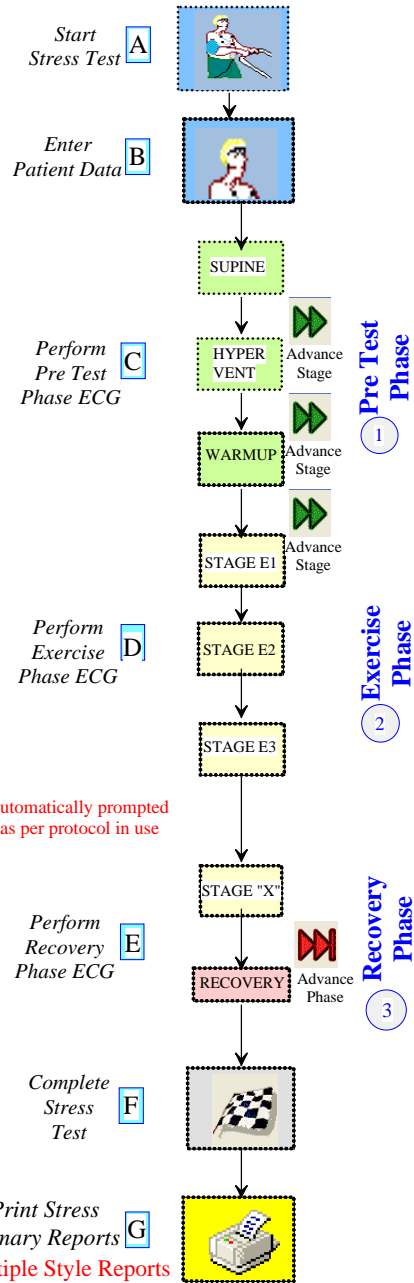 Start
Stress Test A
Enter
Patient Data B
SUPINE
Perform
Pre Test
Phase ECG
C
HYPER
VENT
Advance
Stage
Pre Test
Phase
1
WARMUP
Advance
Stage
STAGE E1
Advance
Stage
Perform
Exercise
Phase ECG
D
STAGE E2
Exercise
Phase
2
STAGE E3
utomatically prompted
as per protocol in use
STAGE "X"
Perform
Recovery
Phase ECG
E
RECOVERY
Advance
Phase
Recovery
Phase
3
Complete
Stress
Test
F
Print Stress
mary Reports G
tiple Style Reports